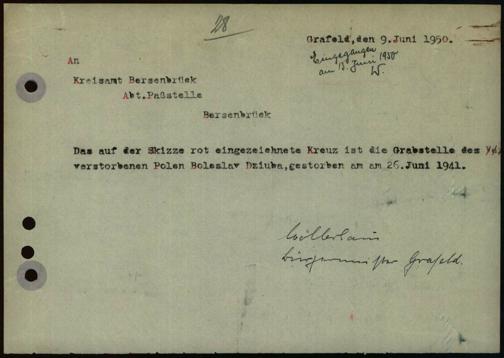 28
Grafeld,den 9.Juni 1950.
Eingegangen
am 13. Juni 1950
W.
An
Kreisamt Bersenbrück
Abt.Paßstelle
Bersenbrück
Das auf der Skizze rot eingezeichnete Kreuz ist die Grabstelle des
verstorbenen Polen Boleslav Dziuba,gestorben am am 26.Juni 1941.
Bürgermeister Grafeld.